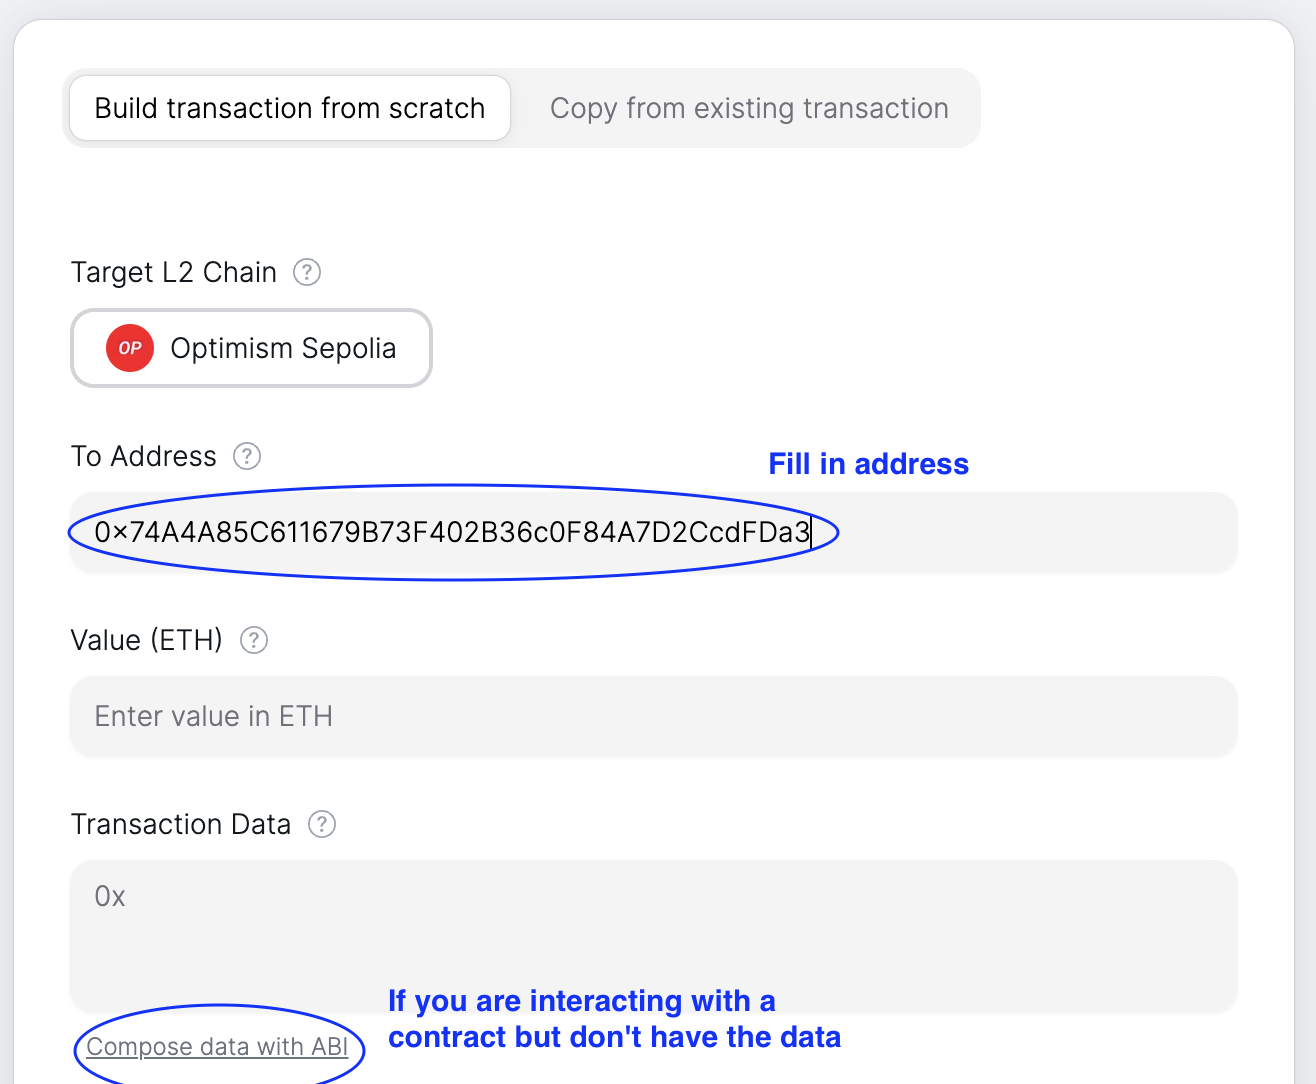 Build transaction from scratch
Copy from existing transaction
Target L2 Chain ?
OP Optimism Sepolia
To Address ?
Fill in address
0x74A4A85C611679B73F402B36c0F84A7D2CcdFDa3
Value (ETH) ?
Enter value in ETH
Transaction Data ?
0x
If you are interacting with a
contract but don't have the data
Compose data with ABI